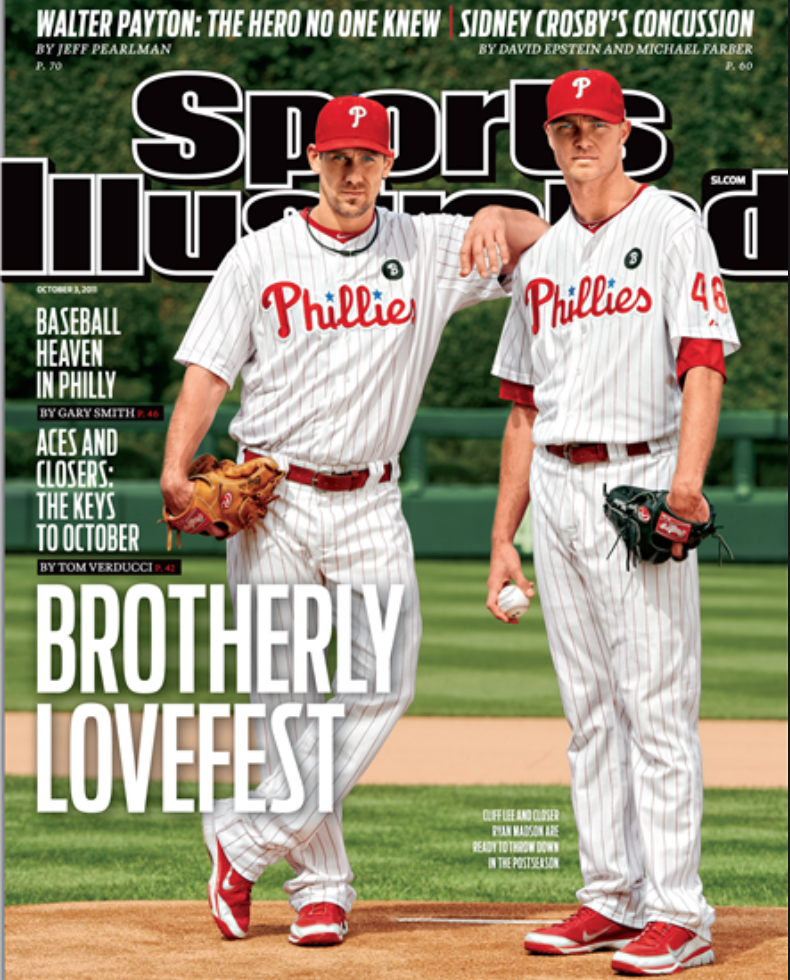 WALTER PAYTON: THE HERO NO ONE KNEW | SIDNEY CROSBY'S CONCUSSION
BY JEFF PEARLMAN
P. 70
BY DAVID EPSTEIN AND MICHAEL FARBER
P. 60
Sports
Illustrated
SI.COM
OCTOBER 3, 2011
P
P
B
B
Phillies
Phillies
46
BASEBALL
HEAVEN
IN PHILLY
BY GARY SMITH P. 46
ACES AND
CLOSERS:
THE KEYS
TO OCTOBER
BY TOM VERDUCCI P. 42
BROTHERLY
LOVEFEST
CLIFF LEE AND CLOSER
RYAN MADSON ARE
READY TO THROW DOWN
IN THE POSTSEASON